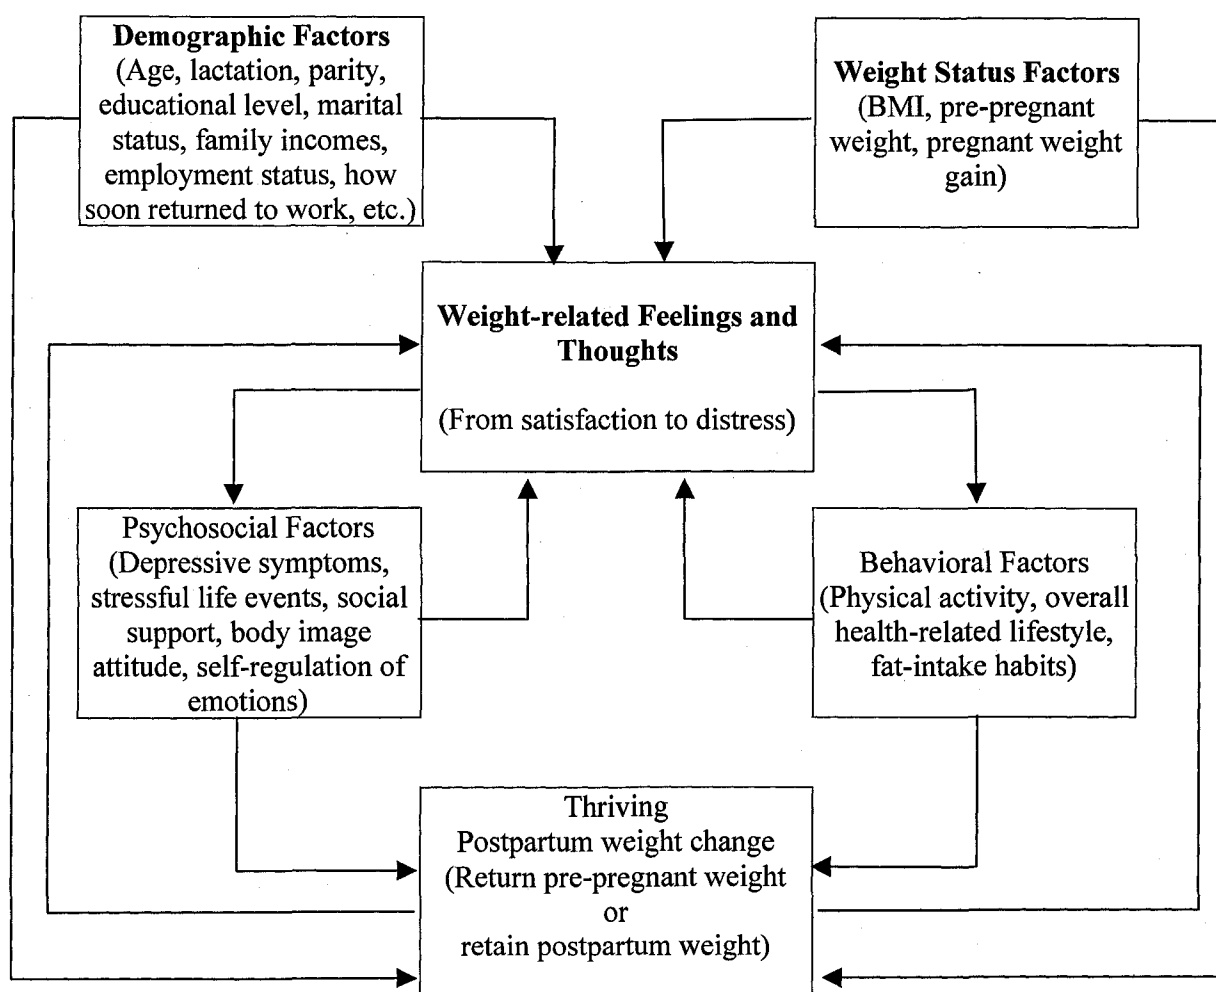 Demographic Factors
(Age, lactation, parity,
educational level, marital
status, family incomes,
employment status, how
soon returned to work, etc.)
Weight Status Factors
(BMI, pre-pregnant
weight, pregnant weight
gain)
Weight-related Feelings and
Thoughts
(From satisfaction to distress)
Psychosocial Factors
(Depressive symptoms,
stressful life events, social
support, body image
attitude, self-regulation of
emotions)
Behavioral Factors
(Physical activity, overall
health-related lifestyle,
fat-intake habits)
Thriving
Postpartum weight change
(Return pre-pregnant weight
or
retain postpartum weight)